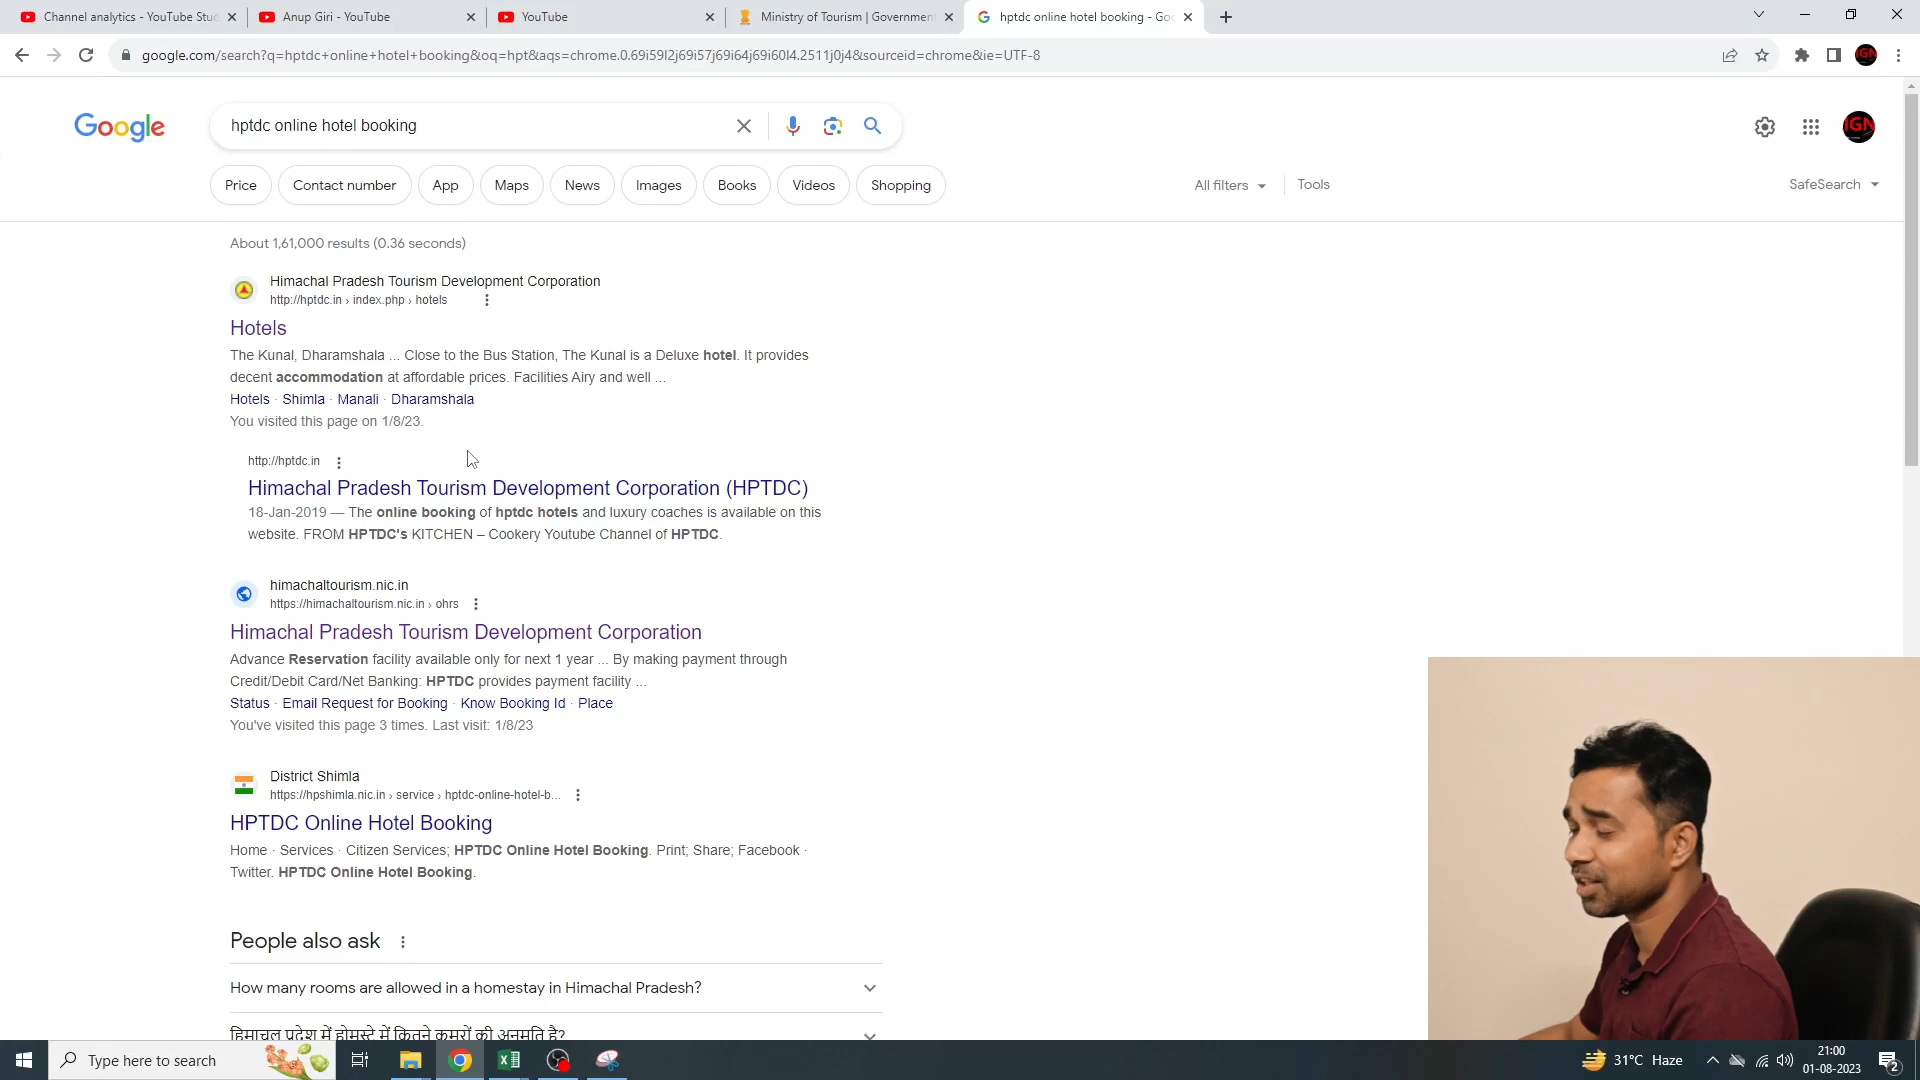 Channel analytics - YouTube Stud
Anup Giri - YouTube
YouTube
Ministry of Tourism | Government
hptdc online hotel booking - Goo
google.com/search?q=hptdc+online+hotel+booking&oq=hpt&aqs=chrome.0.69i59l2j69i57j69i64j69i60l4.2511j0j4&sourceid=chrome&ie=UTF-8
Google
hptdc online hotel booking
IGN
Price
Contact number
App
Maps
News
Images
Books
Videos
Shopping
All filters
Tools
SafeSearch
About 1,61,000 results (0.36 seconds)
Himachal Pradesh Tourism Development Corporation
http://hptdc.in › index.php › hotels
Hotels
The Kunal, Dharamshala ... Close to the Bus Station, The Kunal is a Deluxe hotel. It provides
decent accommodation at affordable prices. Facilities Airy and well ...
Hotels · Shimla · Manali · Dharamshala
You visited this page on 1/8/23.
http://hptdc.in
Himachal Pradesh Tourism Development Corporation (HPTDC)
18-Jan-2019 — The online booking of hptdc hotels and luxury coaches is available on this
website. FROM HPTDC's KITCHEN – Cookery Youtube Channel of HPTDC.
himachaltourism.nic.in
https://himachaltourism.nic.in › ohrs
Himachal Pradesh Tourism Development Corporation
Advance Reservation facility available only for next 1 year ... By making payment through
Credit/Debit Card/Net Banking: HPTDC provides payment facility ...
Status · Email Request for Booking · Know Booking Id · Place
You've visited this page 3 times. Last visit: 1/8/23
District Shimla
https://hpshimla.nic.in › service › hptdc-online-hotel-b...
HPTDC Online Hotel Booking
Home · Services · Citizen Services; HPTDC Online Hotel Booking. Print; Share; Facebook ·
Twitter. HPTDC Online Hotel Booking.
People also ask
How many rooms are allowed in a homestay in Himachal Pradesh?
हिमाचल प्रदेश में होमस्टे में कितने कमरों की अनुमति है?
Type here to search
31°C Haze
21:00
01-08-2023
2